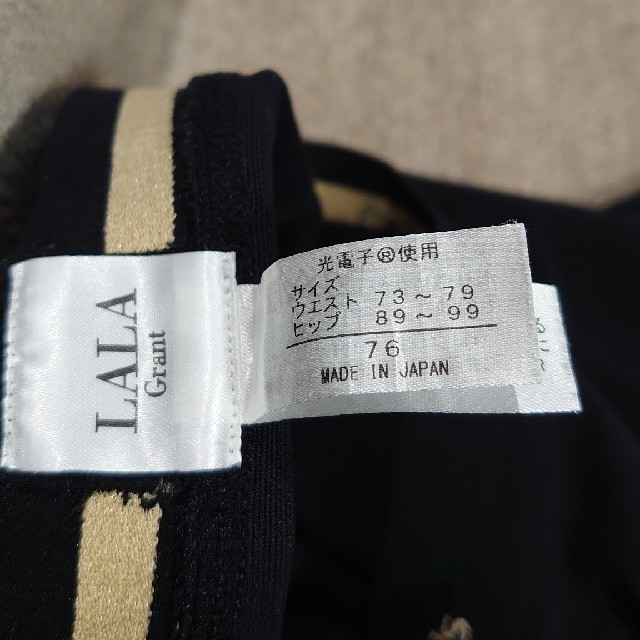 LALA
Grant
光電子®使用
サイズ
ウエスト 73～79
ヒップ 89～99
76
MADE IN JAPAN